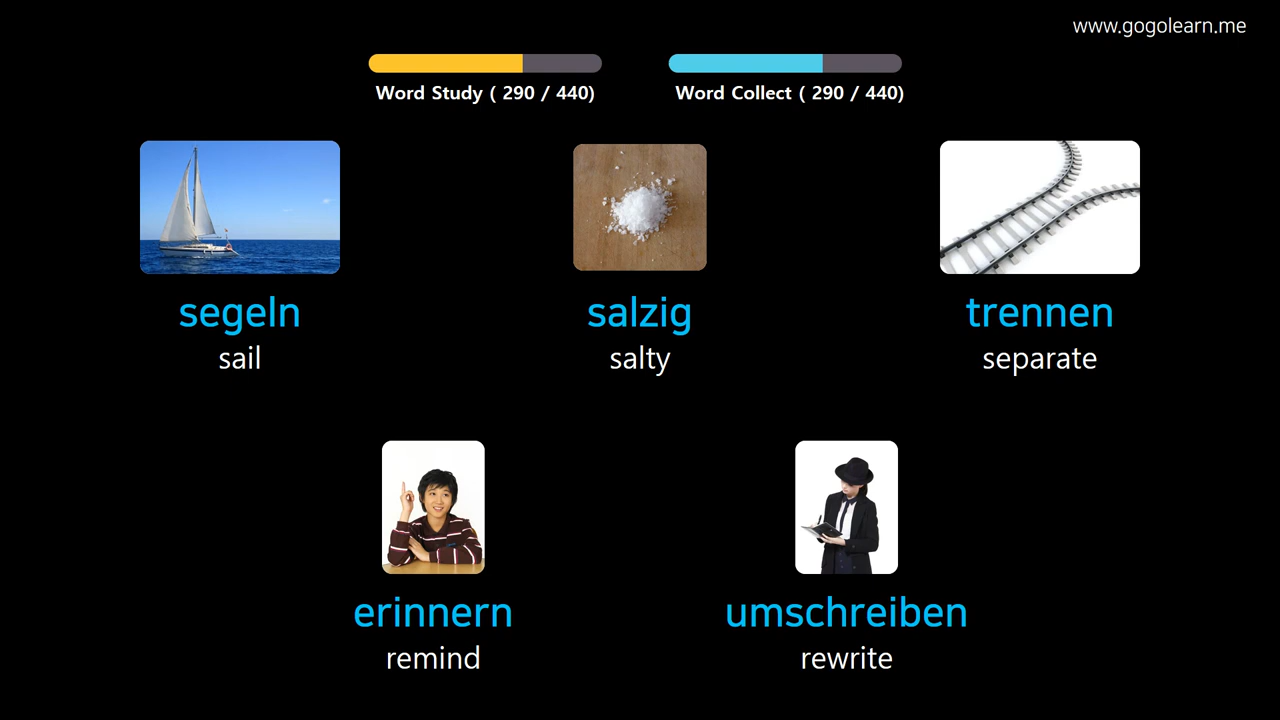 www.gogolearn.me
Word Study ( 290 / 440)
Word Collect ( 290 / 440)
segeln
sail
salzig
salty
trennen
separate
erinnern
remind
umschreiben
rewrite